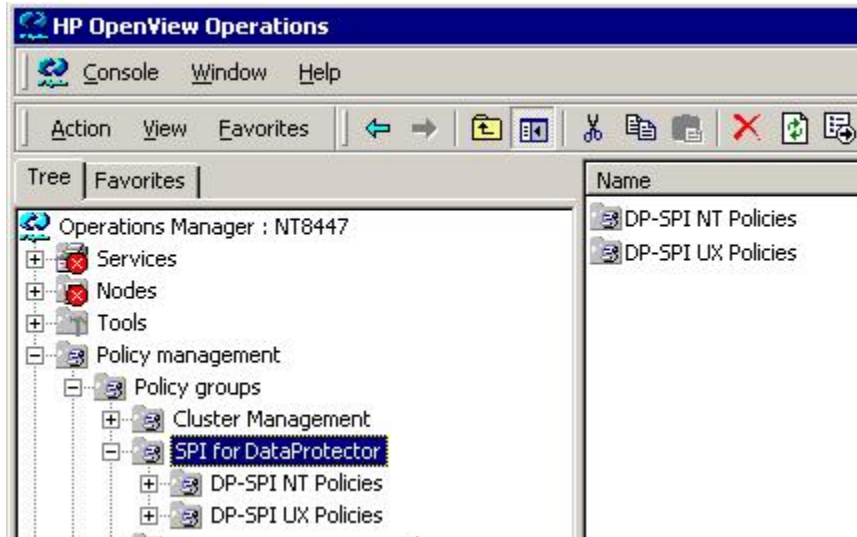 HP OpenView Operations
Console Window Help
Action View Favorites
Tree Favorites
Operations Manager : NT8447
Services
Nodes
Tools
Policy management
Policy groups
Cluster Management
SPI for DataProtector
DP-SPI NT Policies
DP-SPI UX Policies
Name
DP-SPI NT Policies
DP-SPI UX Policies